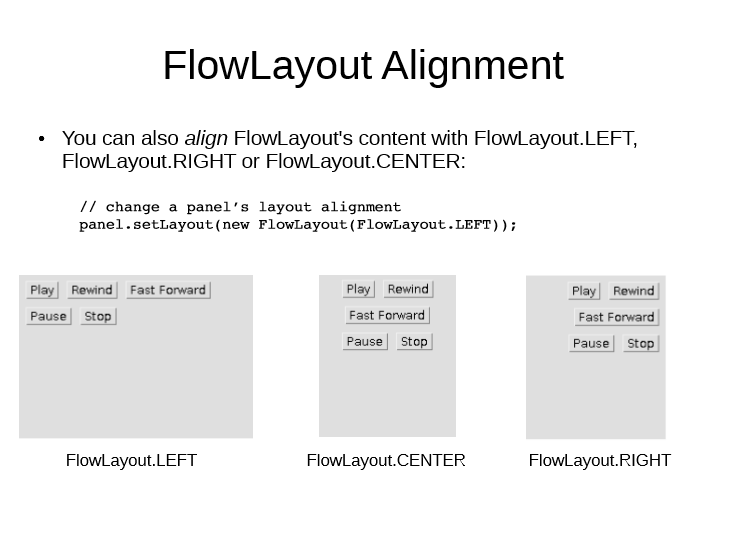 FlowLayout Alignment
• You can also align FlowLayout's content with FlowLayout.LEFT,
FlowLayout.RIGHT or FlowLayout.CENTER:
// change a panel’s layout alignment
panel.setLayout(new FlowLayout(FlowLayout.LEFT));
Play Rewind Fast Forward
Pause Stop
FlowLayout.LEFT
Play Rewind
Fast Forward
Pause Stop
FlowLayout.CENTER
Play Rewind
Fast Forward
Pause Stop
FlowLayout.RIGHT